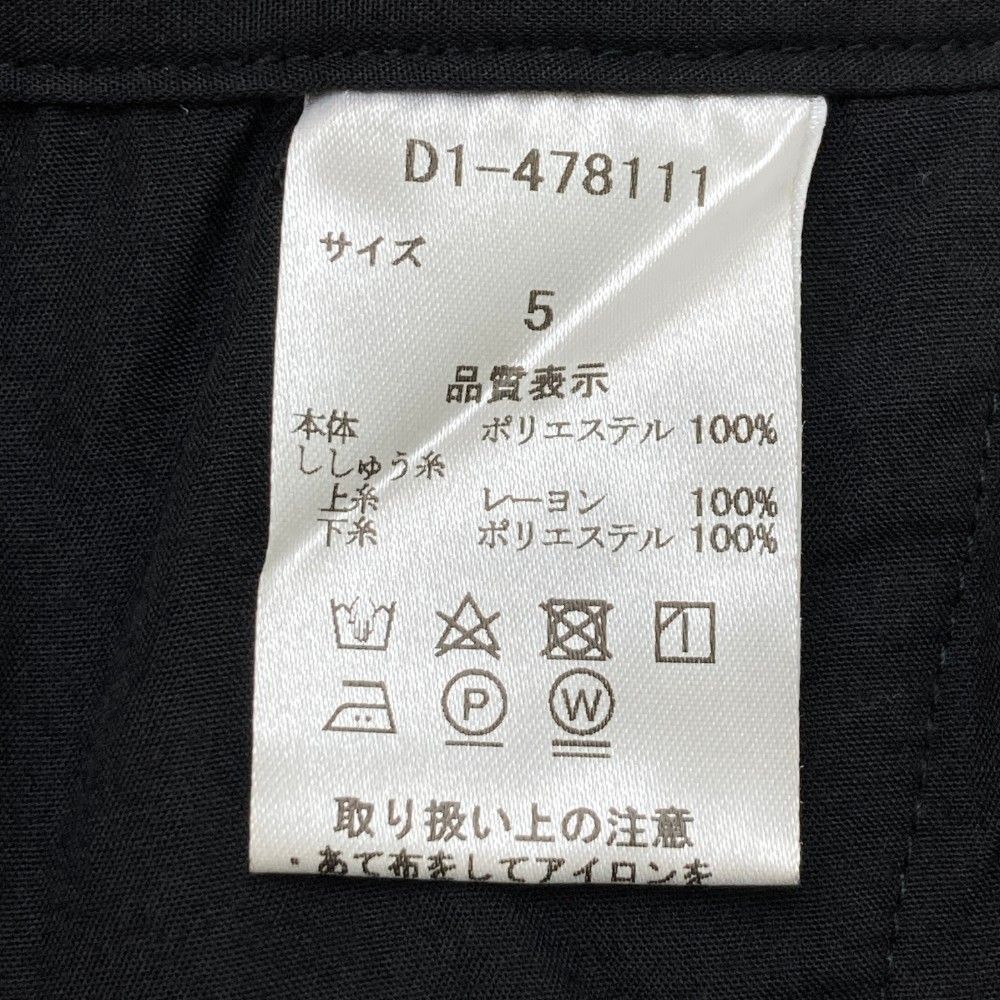 D1-478111
サイズ
5
品質表示
本体 ポリエステル 100%
ししゅう糸
上糸 レーヨン 100%
下糸 ポリエステル 100%
P W
取り扱い上の注意
・あて布をしてアイロンを